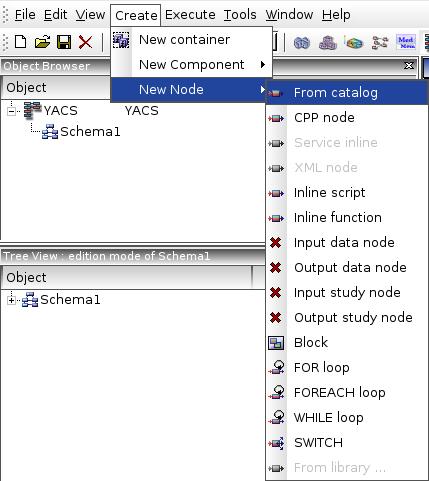 File Edit View Create Execute Tools Window Help
New container
New Component
New Node
Object Browser
Object
YACS YACS
Schema1
From catalog
CPP node
Service inline
XML node
Inline script
Inline function
Input data node
Output data node
Input study node
Output study node
Block
FOR loop
FOREACH loop
WHILE loop
SWITCH
From library ...
Tree View : edition mode of Schema1
Object
Schema1